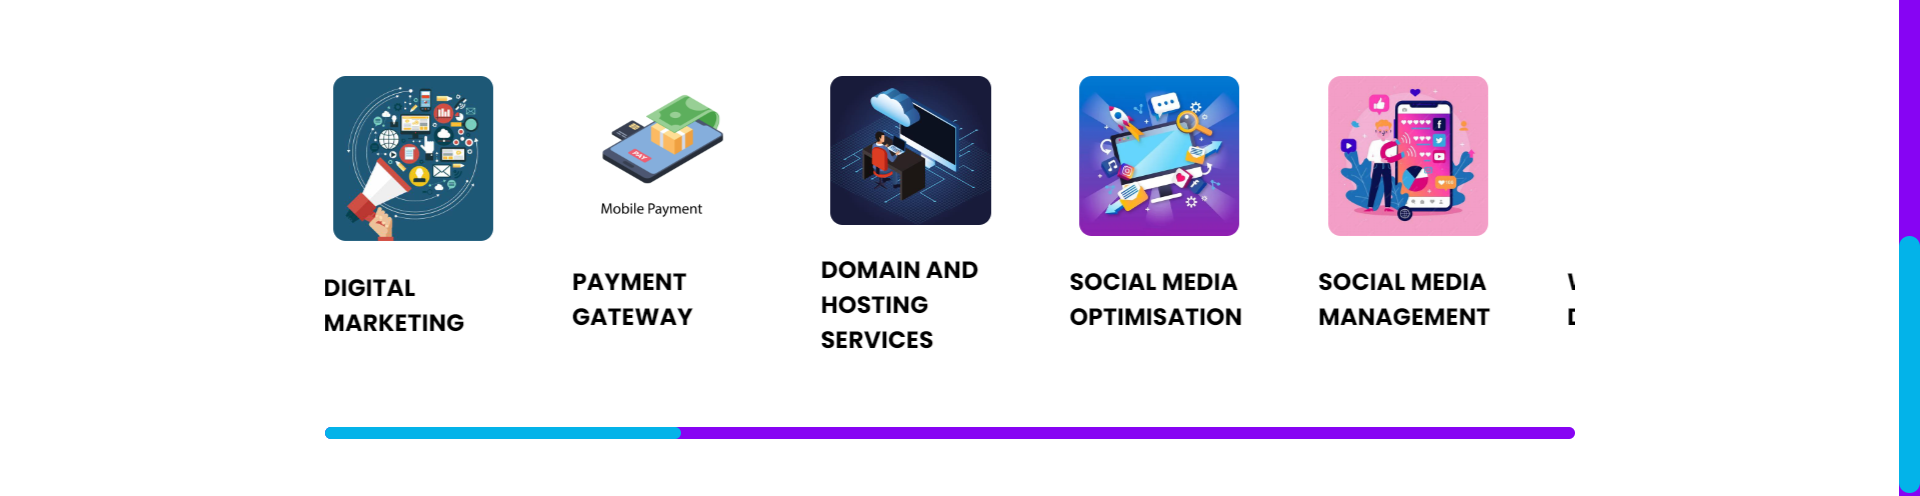 DIGITAL
MARKETING
PAY
Mobile Payment
PAYMENT
GATEWAY
DOMAIN AND
HOSTING
SERVICES
SOCIAL MEDIA
OPTIMISATION
SOCIAL MEDIA
MANAGEMENT